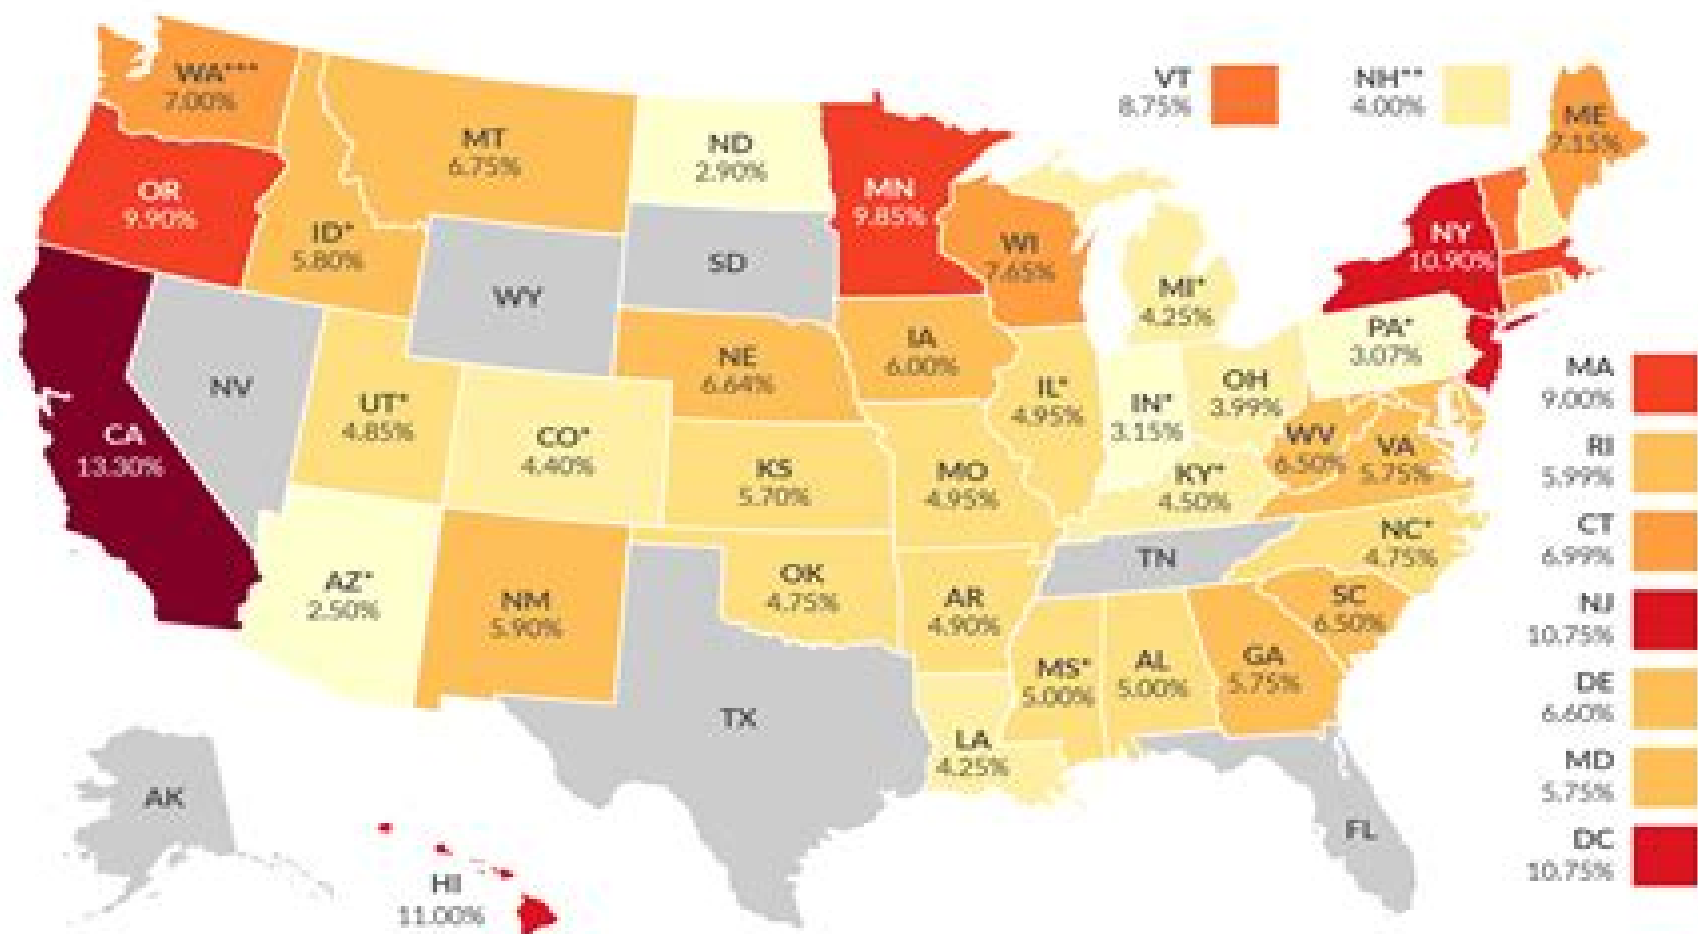 WA***
7.00%
VT
8.75%
NH**
4.00%
ME
7.15%
MT
6.75%
ND
2.90%
MN
9.85%
OR
9.90%
ID*
5.80%
WI
7.65%
NY
10.90%
SD
WY
MI*
4.25%
PA*
3.07%
IA
6.00%
NE
6.64%
NV
UT*
4.85%
CO*
4.40%
IL*
4.95%
IN*
3.15%
OH
3.99%
MA
9.00%
CA
13.30%
KS
5.70%
MO
4.95%
KY*
4.50%
WV
6.50%
VA
5.75%
RI
5.99%
NC*
4.75%
CT
6.99%
TN
AZ*
2.50%
NM
5.90%
OK
4.75%
AR
4.90%
SC
6.50%
NJ
10.75%
MS*
5.00%
AL
5.00%
GA
5.75%
DE
6.60%
TX
LA
4.25%
MD
5.75%
AK
FL
DC
10.75%
HI
11.00%